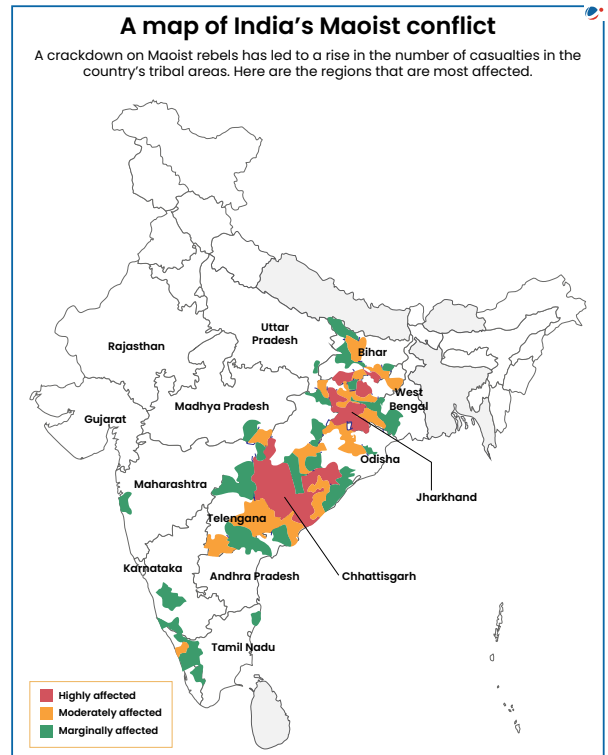 A map of India's Maoist conflict
A crackdown on Maoist rebels has led to a rise in the number of casualties in the
country's tribal areas. Here are the regions that are most affected.
Uttar
Pradesh
Rajasthan
Bihar
West
Bengal
Madhya Pradesh
Gujarat
Odisha
Maharashtra
Jharkhand
Telengana
Karnataka
Andhra Pradesh
Chhattisgarh
Tamil Nadu
Highly affected
Moderately affected
Marginally affected